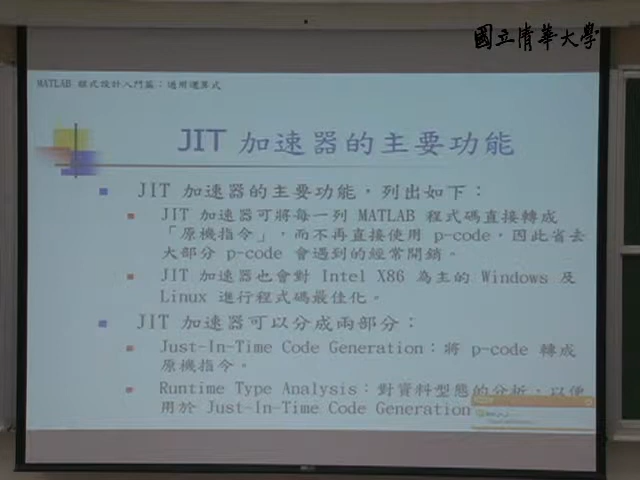 國立清華大學
MATLAB 程式設計入門篇：通用運算式
JIT 加速器的主要功能
JIT 加速器的主要功能，列出如下：
JIT 加速器可將每一列 MATLAB 程式碼直接轉成
「原機指令」，而不再直接使用 p-code，因此省去
大部分 p-code 會遇到的經常開銷。
JIT 加速器也會對 Intel X86 為主的 Windows 及
Linux 進行程式碼最佳化。
JIT 加速器可以分成兩部分：
Just-In-Time Code Generation：將 p-code 轉成
原機指令。
Runtime Type Analysis：對資料型態的分析，以便
用於 Just-In-Time Code Generation